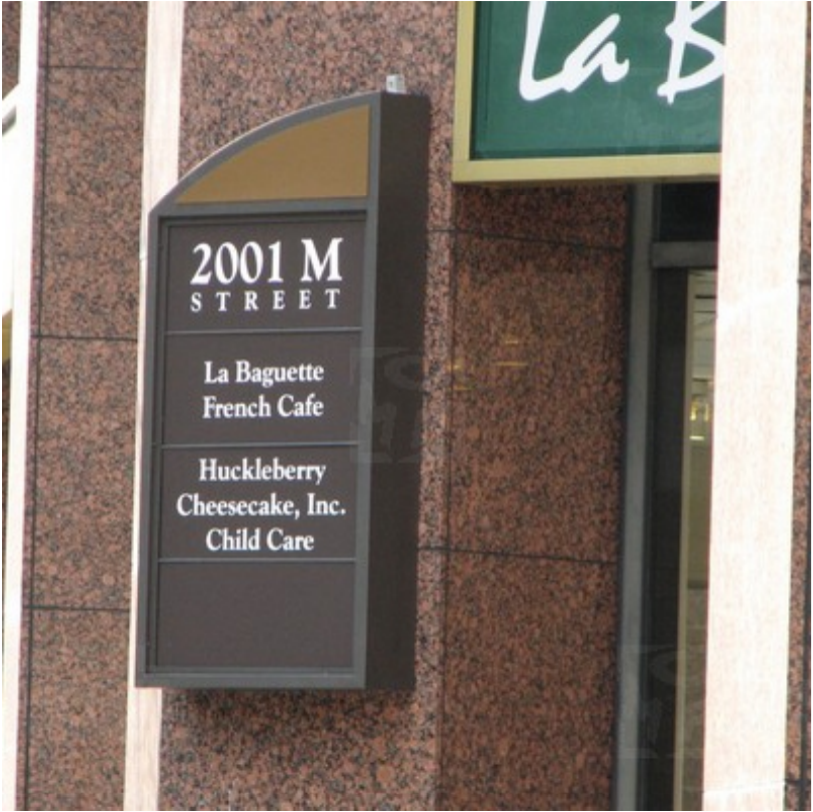 La B
2001 M
STREET
La Baguette
French Cafe
Huckleberry
Cheesecake, Inc.
Child Care